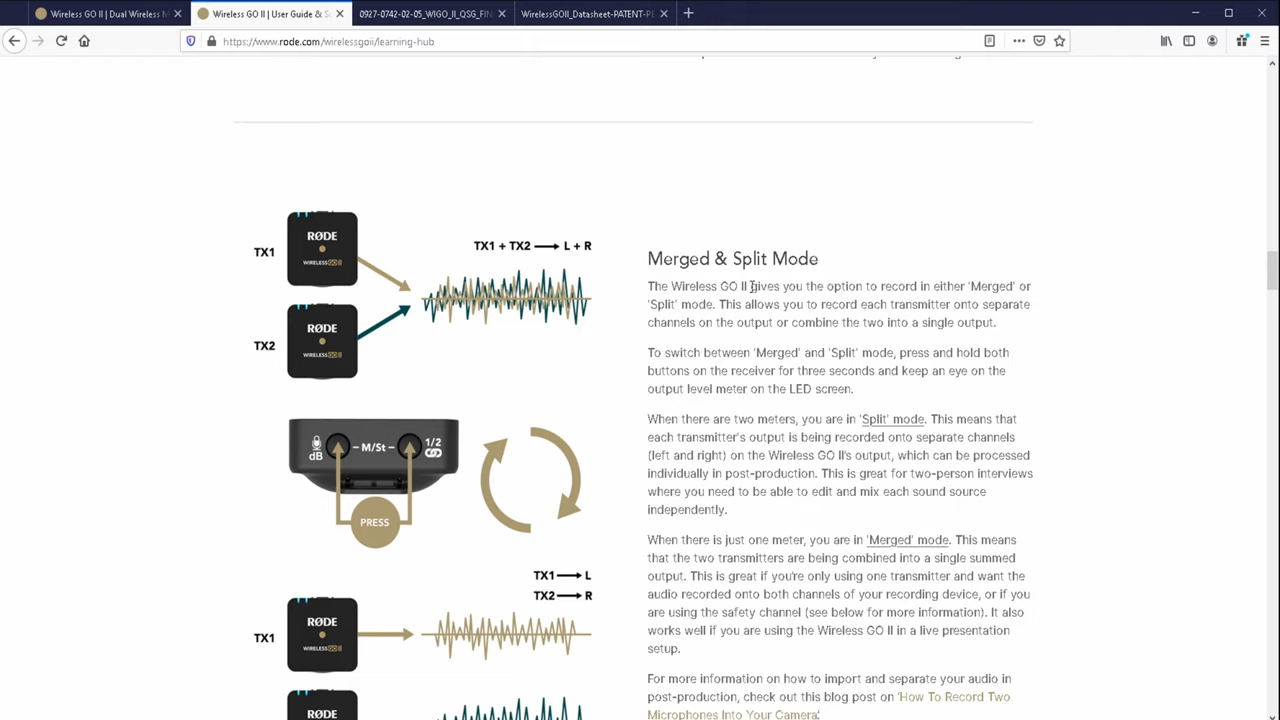 Wireless GO II | Dual Wireless M
Wireless GO II | User Guide & S
0927-0742-02-05_WIGO_II_QSG_FIN
WirelessGOII_Datasheet-PATENT-PE
https://www.rode.com/wirelessgoii/learning-hub
TX1
RØDE
WIRELESS GO II
TX1 + TX2 → L + R
TX2
RØDE
WIRELESS GO II
dB
– M/St –
1/2
PRESS
TX1 → L
TX2 → R
TX1
RØDE
WIRELESS GO II
RØDE
Merged & Split Mode
The Wireless GO II gives you the option to record in either 'Merged' or
'Split' mode. This allows you to record each transmitter onto separate
channels on the output or combine the two into a single output.
To switch between 'Merged' and 'Split' mode, press and hold both
buttons on the receiver for three seconds and keep an eye on the
output level meter on the LED screen.
When there are two meters, you are in 'Split' mode. This means that
each transmitter's output is being recorded onto separate channels
(left and right) on the Wireless GO II's output, which can be processed
individually in post-production. This is great for two-person interviews
where you need to be able to edit and mix each sound source
independently.
When there is just one meter, you are in 'Merged' mode. This means
that the two transmitters are being combined into a single summed
output. This is great if you're only using one transmitter and want the
audio recorded onto both channels of your recording device, or if you
are using the safety channel (see below for more information). It also
works well if you are using the Wireless GO II in a live presentation
setup.
For more information on how to import and separate your audio in
post-production, check out this blog post on 'How To Record Two
Microphones Into Your Camera'.